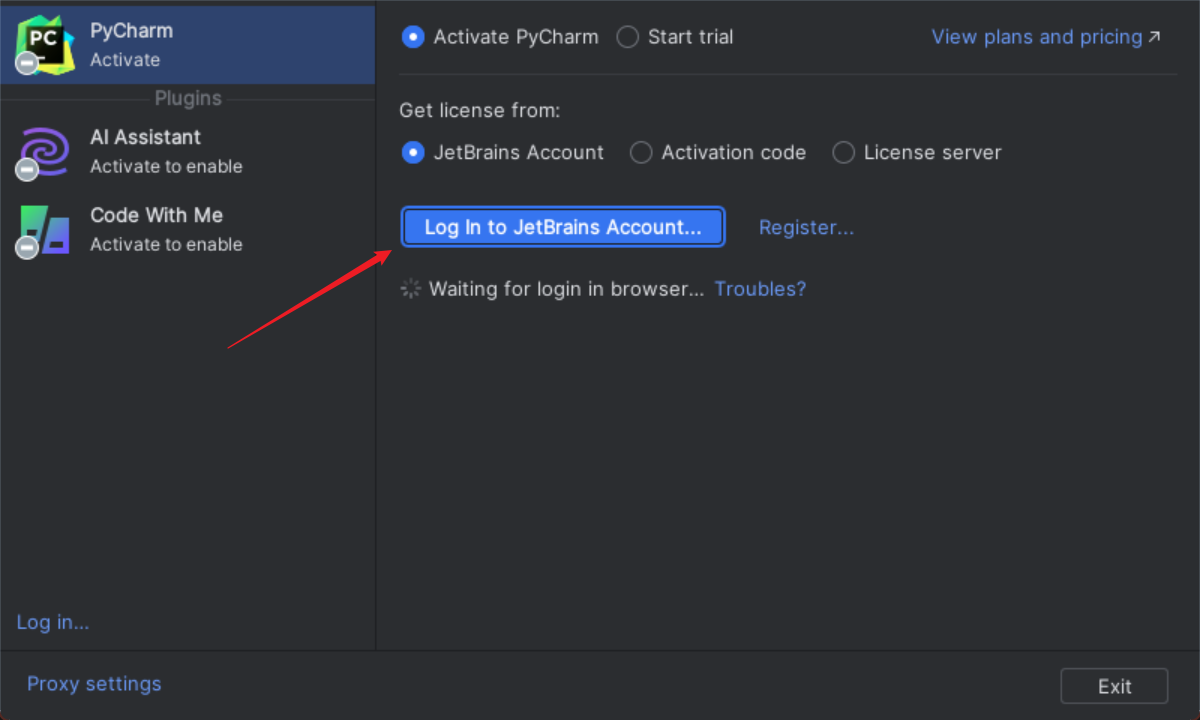 PC
PyCharm
Activate
Plugins
AI Assistant
Activate to enable
Code With Me
Activate to enable
Log in...
Activate PyCharm Start trial View plans and pricing ↗
Get license from:
JetBrains Account Activation code License server
Log In to JetBrains Account... Register...
Waiting for login in browser... Troubles?
Proxy settings
Exit